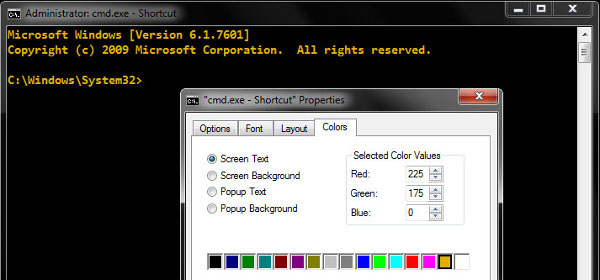 Administrator: cmd.exe - Shortcut
Microsoft Windows [Version 6.1.7601]
Copyright (c) 2009 Microsoft Corporation.  All rights reserved.
C:\Windows\System32>
"cmd.exe - Shortcut" Properties
Options Font Layout Colors
Screen Text
Screen Background
Popup Text
Popup Background
Selected Color Values
Red: 225
Green: 175
Blue: 0